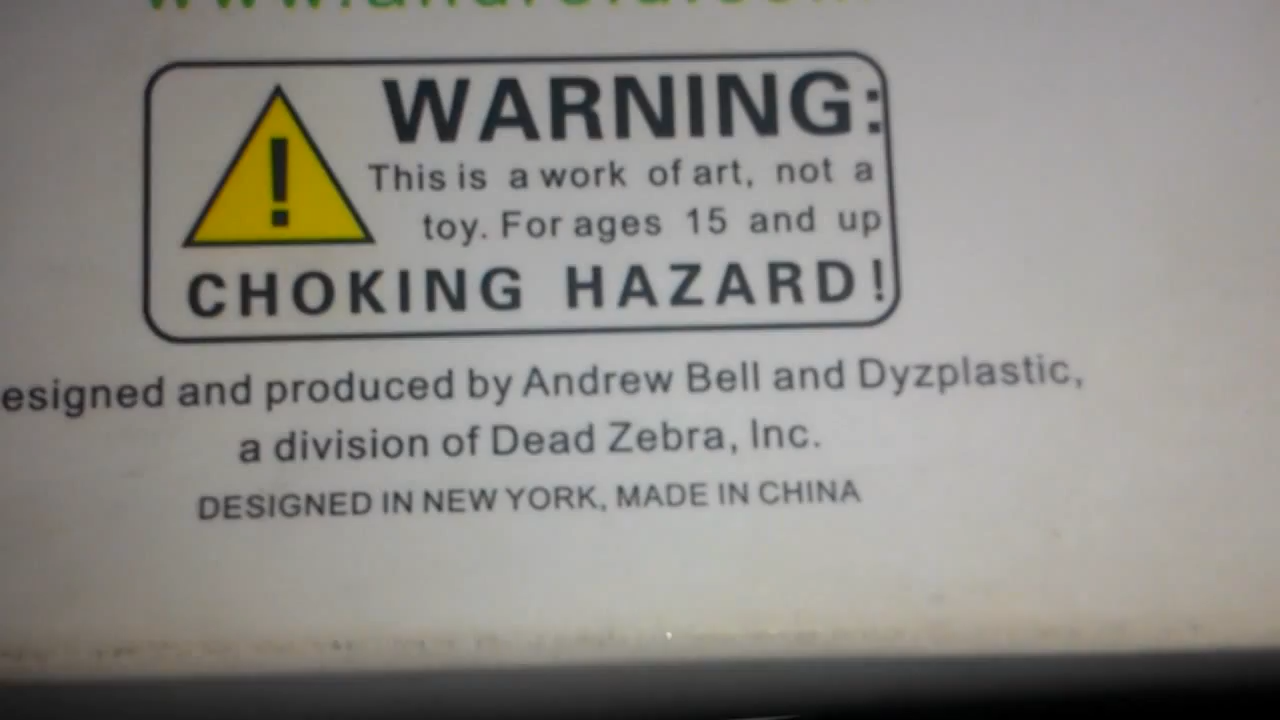 WARNING:
This is a work of art, not a
toy. For ages 15 and up
CHOKING HAZARD!
esigned and produced by Andrew Bell and Dyzplastic,
a division of Dead Zebra, Inc.
DESIGNED IN NEW YORK, MADE IN CHINA